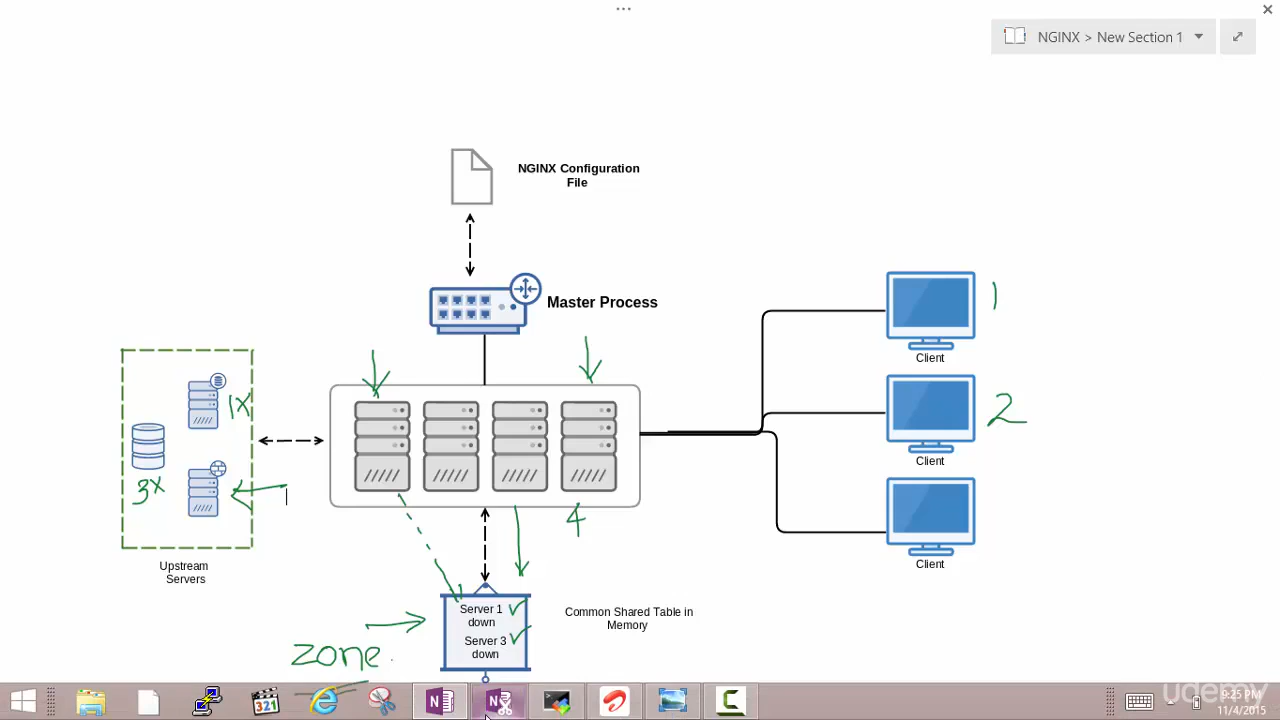 NGINX > New Section 1
NGINX Configuration
File
Master Process
1
Client
2
Client
Client
1X
3X
Upstream
Servers
4
Server 1
down
Server 3
down
Common Shared Table in
Memory
zone
321
udemy
9:25 PM
11/4/2015